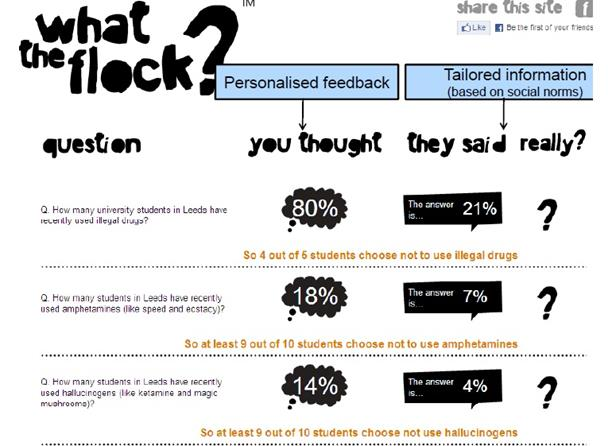 what
the flock?
TM
share this site
Like
Be the first of your friends
Personalised feedback
Tailored information
(based on social norms)
question
you thought
they said
really?
Q. How many university students in Leeds have
recently used illegal drugs?
80%
The answer
is...
21%
?
So 4 out of 5 students choose not to use illegal drugs
Q. How many students in Leeds have recently
used amphetamines (like speed and ecstacy)?
18%
The answer
is...
7%
?
So at least 9 out of 10 students choose not to use amphetamines
Q. How many students in Leeds have recently
used hallucinogens (like ketamine and magic
mushrooms)?
14%
The answer
is...
4%
?
So at least 9 out of 10 students choose not use hallucinogens